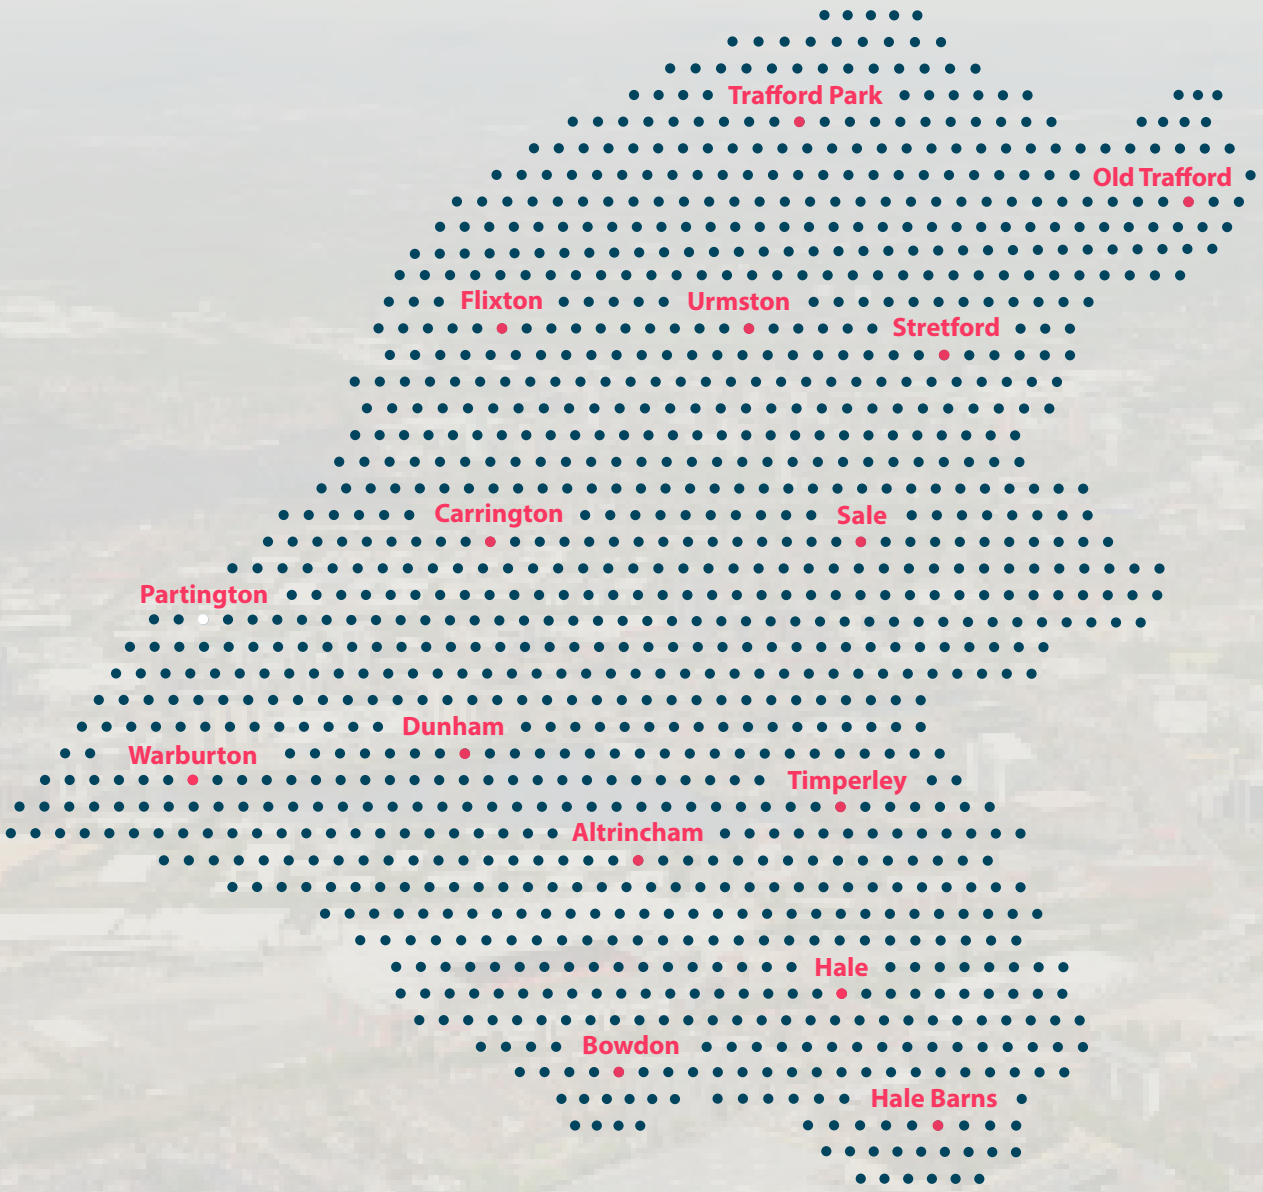 Trafford Park
Old Trafford
Flixton
Urmston
Stretford
Carrington
Sale
Partington
Dunham
Warburton
Timperley
Altrincham
Hale
Bowdon
Hale Barns